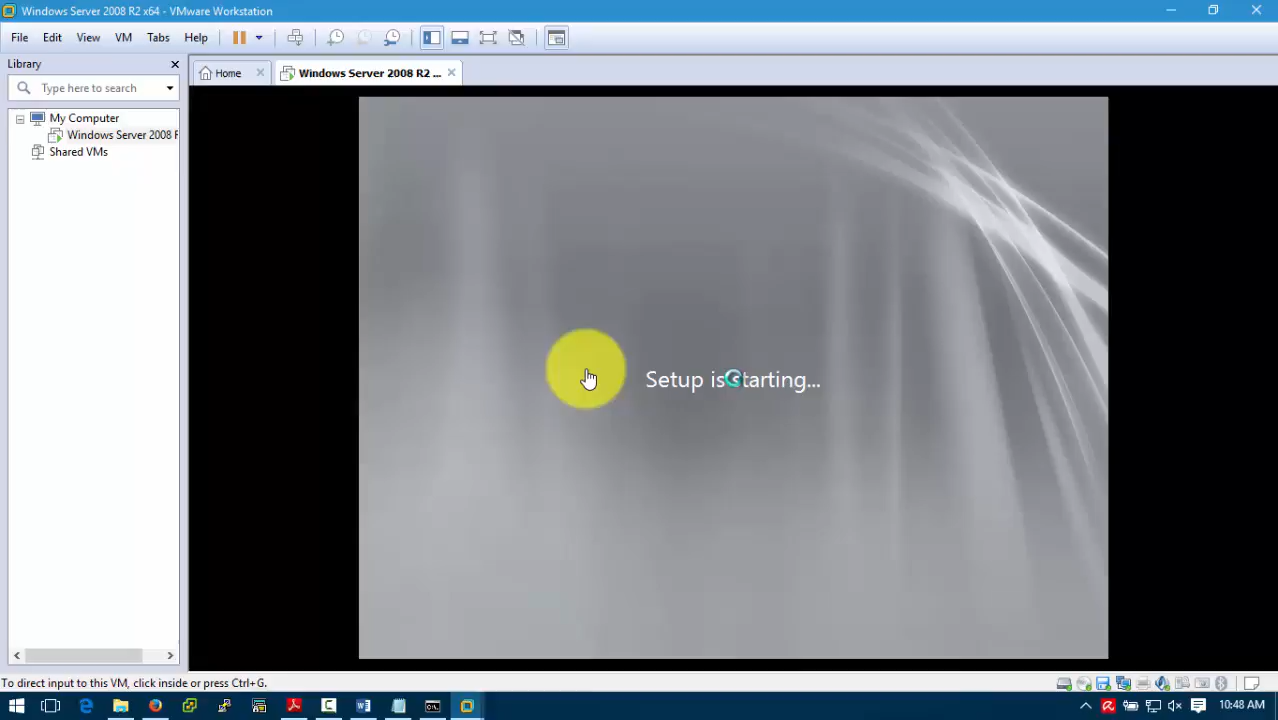 Windows Server 2008 R2 x64 - VMware Workstation
File Edit View VM Tabs Help
Library
Home
Windows Server 2008 R2 ...
Type here to search
My Computer
Windows Server 2008 R
Shared VMs
Setup is starting...
To direct input to this VM, click inside or press Ctrl+G.
10:48 AM